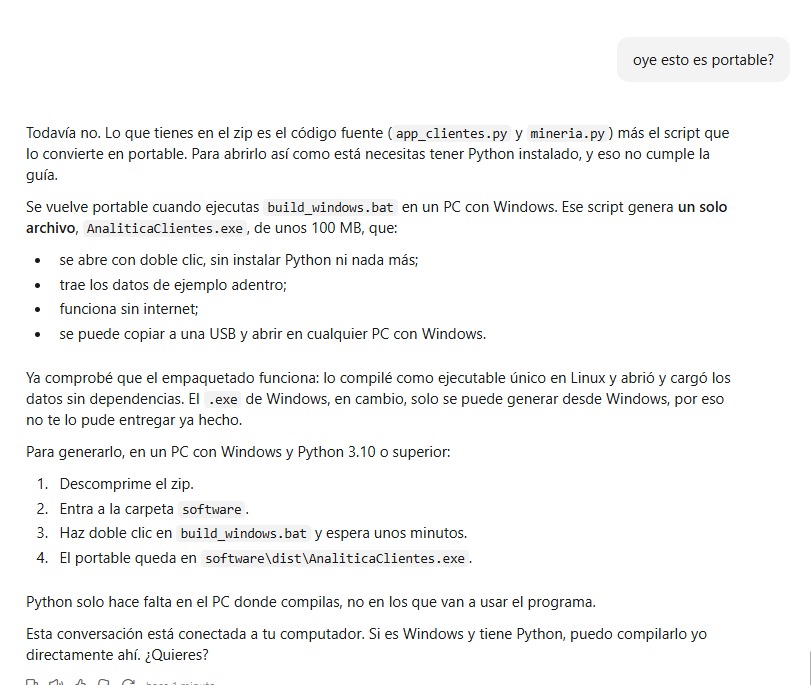 oye esto es portable?
Todavía no. Lo que tienes en el zip es el código fuente ( app_clientes.py y mineria.py ) más el script que
lo convierte en portable. Para abrirlo así como está necesitas tener Python instalado, y eso no cumple la
guía.
Se vuelve portable cuando ejecutas build_windows.bat en un PC con Windows. Ese script genera un solo
archivo, AnaliticaClientes.exe , de unos 100 MB, que:
• se abre con doble clic, sin instalar Python ni nada más;
• trae los datos de ejemplo adentro;
• funciona sin internet;
• se puede copiar a una USB y abrir en cualquier PC con Windows.
Ya comprobé que el empaquetado funciona: lo compilé como ejecutable único en Linux y abrió y cargó los
datos sin dependencias. El .exe de Windows, en cambio, solo se puede generar desde Windows, por eso
no te lo pude entregar ya hecho.
Para generarlo, en un PC con Windows y Python 3.10 o superior:
1. Descomprime el zip.
2. Entra a la carpeta software .
3. Haz doble clic en build_windows.bat y espera unos minutos.
4. El portable queda en software\dist\AnaliticaClientes.exe .
Python solo hace falta en el PC donde compilas, no en los que van a usar el programa.
Esta conversación está conectada a tu computador. Si es Windows y tiene Python, puedo compilarlo yo
directamente ahí. ¿Quieres?